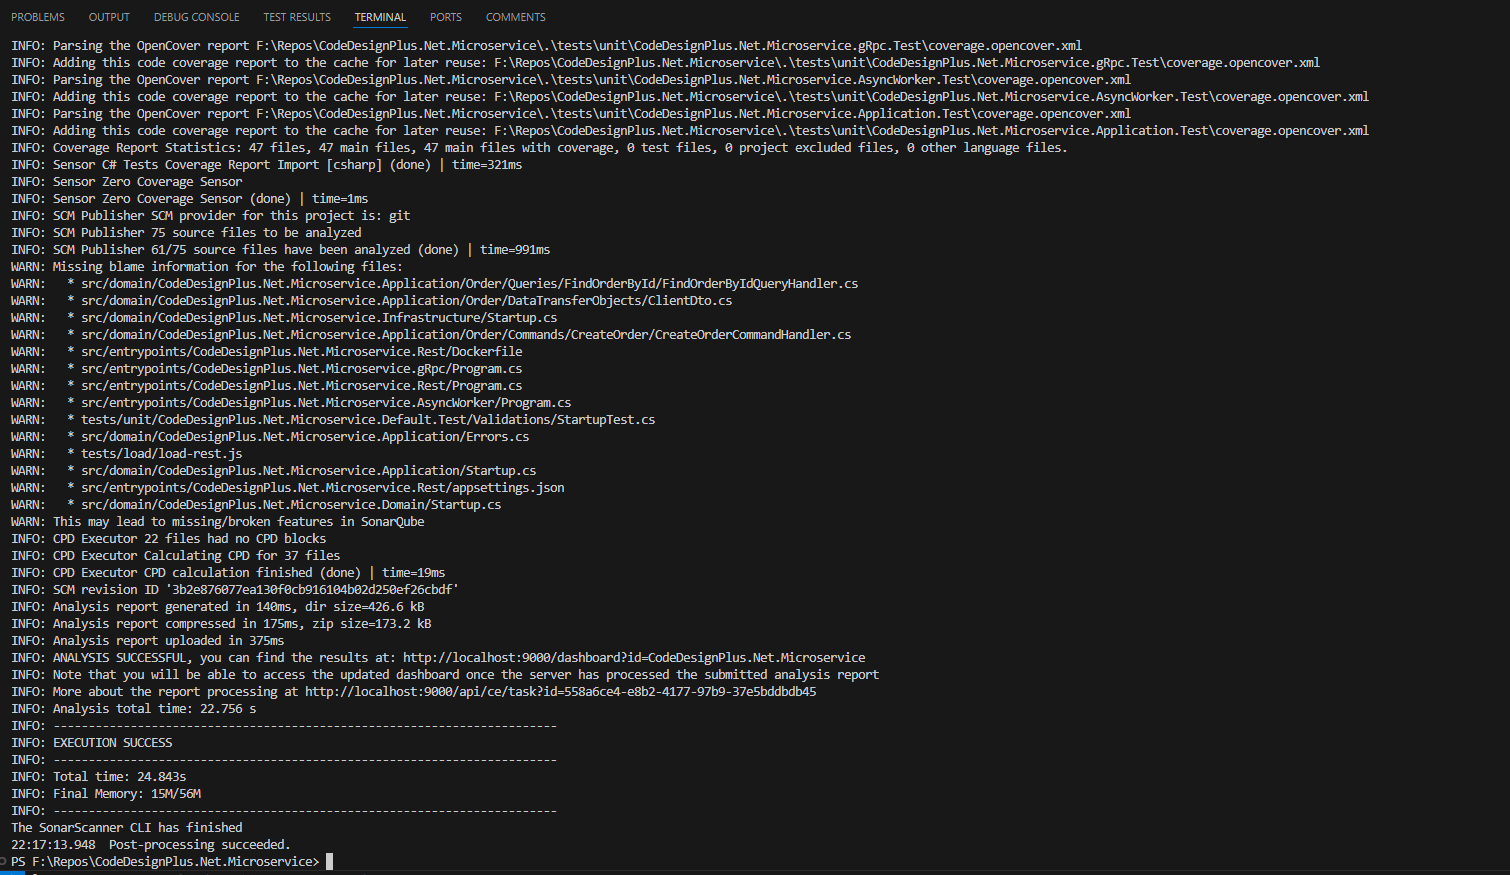 PROBLEMS OUTPUT DEBUG CONSOLE TEST RESULTS TERMINAL PORTS COMMENTS
INFO: Parsing the OpenCover report F:\Repos\CodeDesignPlus.Net.Microservice\.\tests\unit\CodeDesignPlus.Net.Microservice.gRpc.Test\coverage.opencover.xml
INFO: Adding this code coverage report to the cache for later reuse: F:\Repos\CodeDesignPlus.Net.Microservice\.\tests\unit\CodeDesignPlus.Net.Microservice.gRpc.Test\coverage.opencover.xml
INFO: Parsing the OpenCover report F:\Repos\CodeDesignPlus.Net.Microservice\.\tests\unit\CodeDesignPlus.Net.Microservice.AsyncWorker.Test\coverage.opencover.xml
INFO: Adding this code coverage report to the cache for later reuse: F:\Repos\CodeDesignPlus.Net.Microservice\.\tests\unit\CodeDesignPlus.Net.Microservice.AsyncWorker.Test\coverage.opencover.xml
INFO: Parsing the OpenCover report F:\Repos\CodeDesignPlus.Net.Microservice\.\tests\unit\CodeDesignPlus.Net.Microservice.Application.Test\coverage.opencover.xml
INFO: Adding this code coverage report to the cache for later reuse: F:\Repos\CodeDesignPlus.Net.Microservice\.\tests\unit\CodeDesignPlus.Net.Microservice.Application.Test\coverage.opencover.xml
INFO: Coverage Report Statistics: 47 files, 47 main files, 47 main files with coverage, 0 test files, 0 project excluded files, 0 other language files.
INFO: Sensor C# Tests Coverage Report Import [csharp] (done) | time=321ms
INFO: Sensor Zero Coverage Sensor
INFO: Sensor Zero Coverage Sensor (done) | time=1ms
INFO: SCM Publisher SCM provider for this project is: git
INFO: SCM Publisher 75 source files to be analyzed
INFO: SCM Publisher 61/75 source files have been analyzed (done) | time=991ms
WARN: Missing blame information for the following files:
WARN:   * src/domain/CodeDesignPlus.Net.Microservice.Application/Order/Queries/FindOrderById/FindOrderByIdQueryHandler.cs
WARN:   * src/domain/CodeDesignPlus.Net.Microservice.Application/Order/DataTransferObjects/ClientDto.cs
WARN:   * src/domain/CodeDesignPlus.Net.Microservice.Infrastructure/Startup.cs
WARN:   * src/domain/CodeDesignPlus.Net.Microservice.Application/Order/Commands/CreateOrder/CreateOrderCommandHandler.cs
WARN:   * src/entrypoints/CodeDesignPlus.Net.Microservice.Rest/Dockerfile
WARN:   * src/entrypoints/CodeDesignPlus.Net.Microservice.gRpc/Program.cs
WARN:   * src/entrypoints/CodeDesignPlus.Net.Microservice.Rest/Program.cs
WARN:   * src/entrypoints/CodeDesignPlus.Net.Microservice.AsyncWorker/Program.cs
WARN:   * tests/unit/CodeDesignPlus.Net.Microservice.Default.Test/Validations/StartupTest.cs
WARN:   * src/domain/CodeDesignPlus.Net.Microservice.Application/Errors.cs
WARN:   * tests/load/load-rest.js
WARN:   * src/domain/CodeDesignPlus.Net.Microservice.Application/Startup.cs
WARN:   * src/entrypoints/CodeDesignPlus.Net.Microservice.Rest/appsettings.json
WARN:   * src/domain/CodeDesignPlus.Net.Microservice.Domain/Startup.cs
WARN: This may lead to missing/broken features in SonarQube
INFO: CPD Executor 22 files had no CPD blocks
INFO: CPD Executor Calculating CPD for 37 files
INFO: CPD Executor CPD calculation finished (done) | time=19ms
INFO: SCM revision ID '3b2e876077ea130f0cb916104b02d250ef26cbdf'
INFO: Analysis report generated in 140ms, dir size=426.6 kB
INFO: Analysis report compressed in 175ms, zip size=173.2 kB
INFO: Analysis report uploaded in 375ms
INFO: ANALYSIS SUCCESSFUL, you can find the results at: http://localhost:9000/dashboard?id=CodeDesignPlus.Net.Microservice
INFO: Note that you will be able to access the updated dashboard once the server has processed the submitted analysis report
INFO: More about the report processing at http://localhost:9000/api/ce/task?id=558a6ce4-e8b2-4177-97b9-37e5bddbdb45
INFO: Analysis total time: 22.756 s
INFO: ------------------------------------------------------------------------
INFO: EXECUTION SUCCESS
INFO: ------------------------------------------------------------------------
INFO: Total time: 24.843s
INFO: Final Memory: 15M/56M
INFO: ------------------------------------------------------------------------
The SonarScanner CLI has finished
22:17:13.948  Post-processing succeeded.
PS F:\Repos\CodeDesignPlus.Net.Microservice>